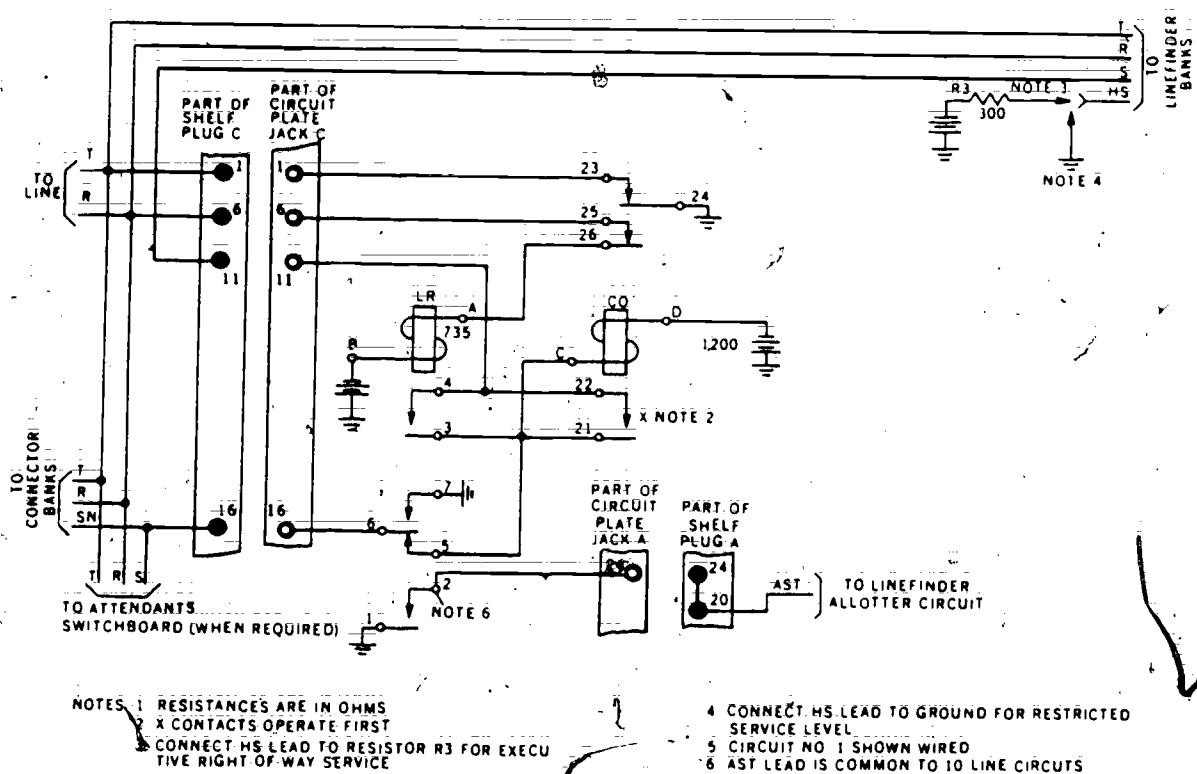 T
R
S
HS
TO
LINEFINDER
BANKS
R3
300
NOTE 4
PART OF
SHELF
PLUG C
PART OF
CIRCUIT
PLATE
JACK C
T
TO
LINE
R
1
1
6
6
11
11
23
24
25
26
LR
A
735
B
CO
D
1,200
C
4
22
X NOTE 2
3
21
TO
CONNECTOR
BANKS
T
R
SN
16
16
7
6
5
2
NOTE 6
1
PART OF
CIRCUIT
PLATE
JACK A
PART OF
SHELF
PLUG A
24
20
AST
TO LINEFINDER
ALLOTTER CIRCUIT
T R S
TO ATTENDANTS
SWITCHBOARD (WHEN REQUIRED)
NOTES 1 RESISTANCES ARE IN OHMS
2 X CONTACTS OPERATE FIRST
CONNECT HS LEAD TO RESISTOR R3 FOR EXECU
TIVE RIGHT OF WAY SERVICE
4 CONNECT HS LEAD TO GROUND FOR RESTRICTED
SERVICE LEVEL
5 CIRCUIT NO 1 SHOWN WIRED
6 AST LEAD IS COMMON TO 10 LINE CIRCUTS